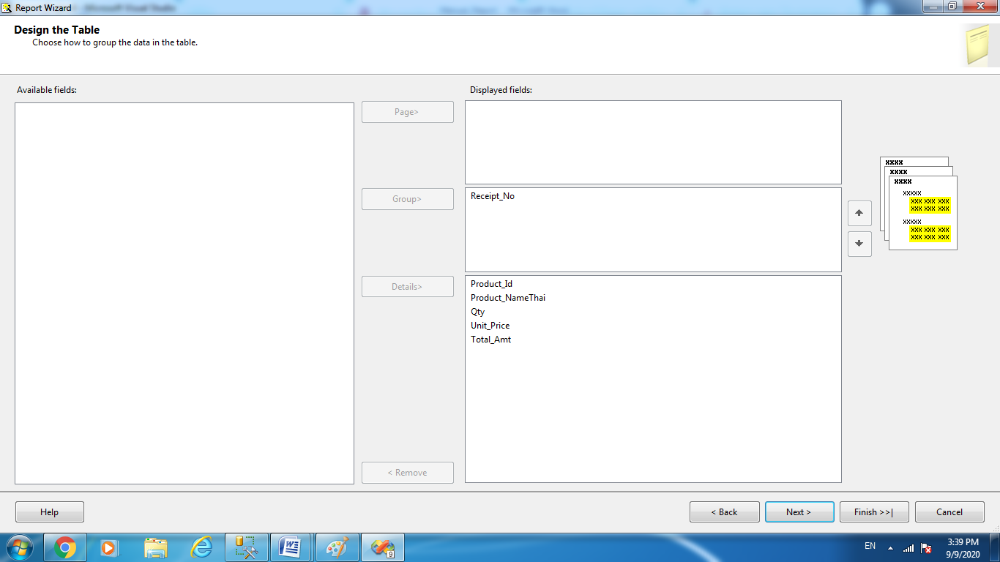 Report Wizard
Design the Table
Choose how to group the data in the table.
Available fields:
Displayed fields:
Page>
Group>
Receipt_No
Details>
Product_Id
Product_NameThai
Qty
Unit_Price
Total_Amt
< Remove
xxxx
xxxx
xxxx
xxxxx
xxx xxx xxx
xxx xxx xxx
xxxxx
xxx xxx xxx
xxx xxx xxx
Help
< Back
Next >
Finish >>|
Cancel
EN
3:39 PM
9/9/2020
9